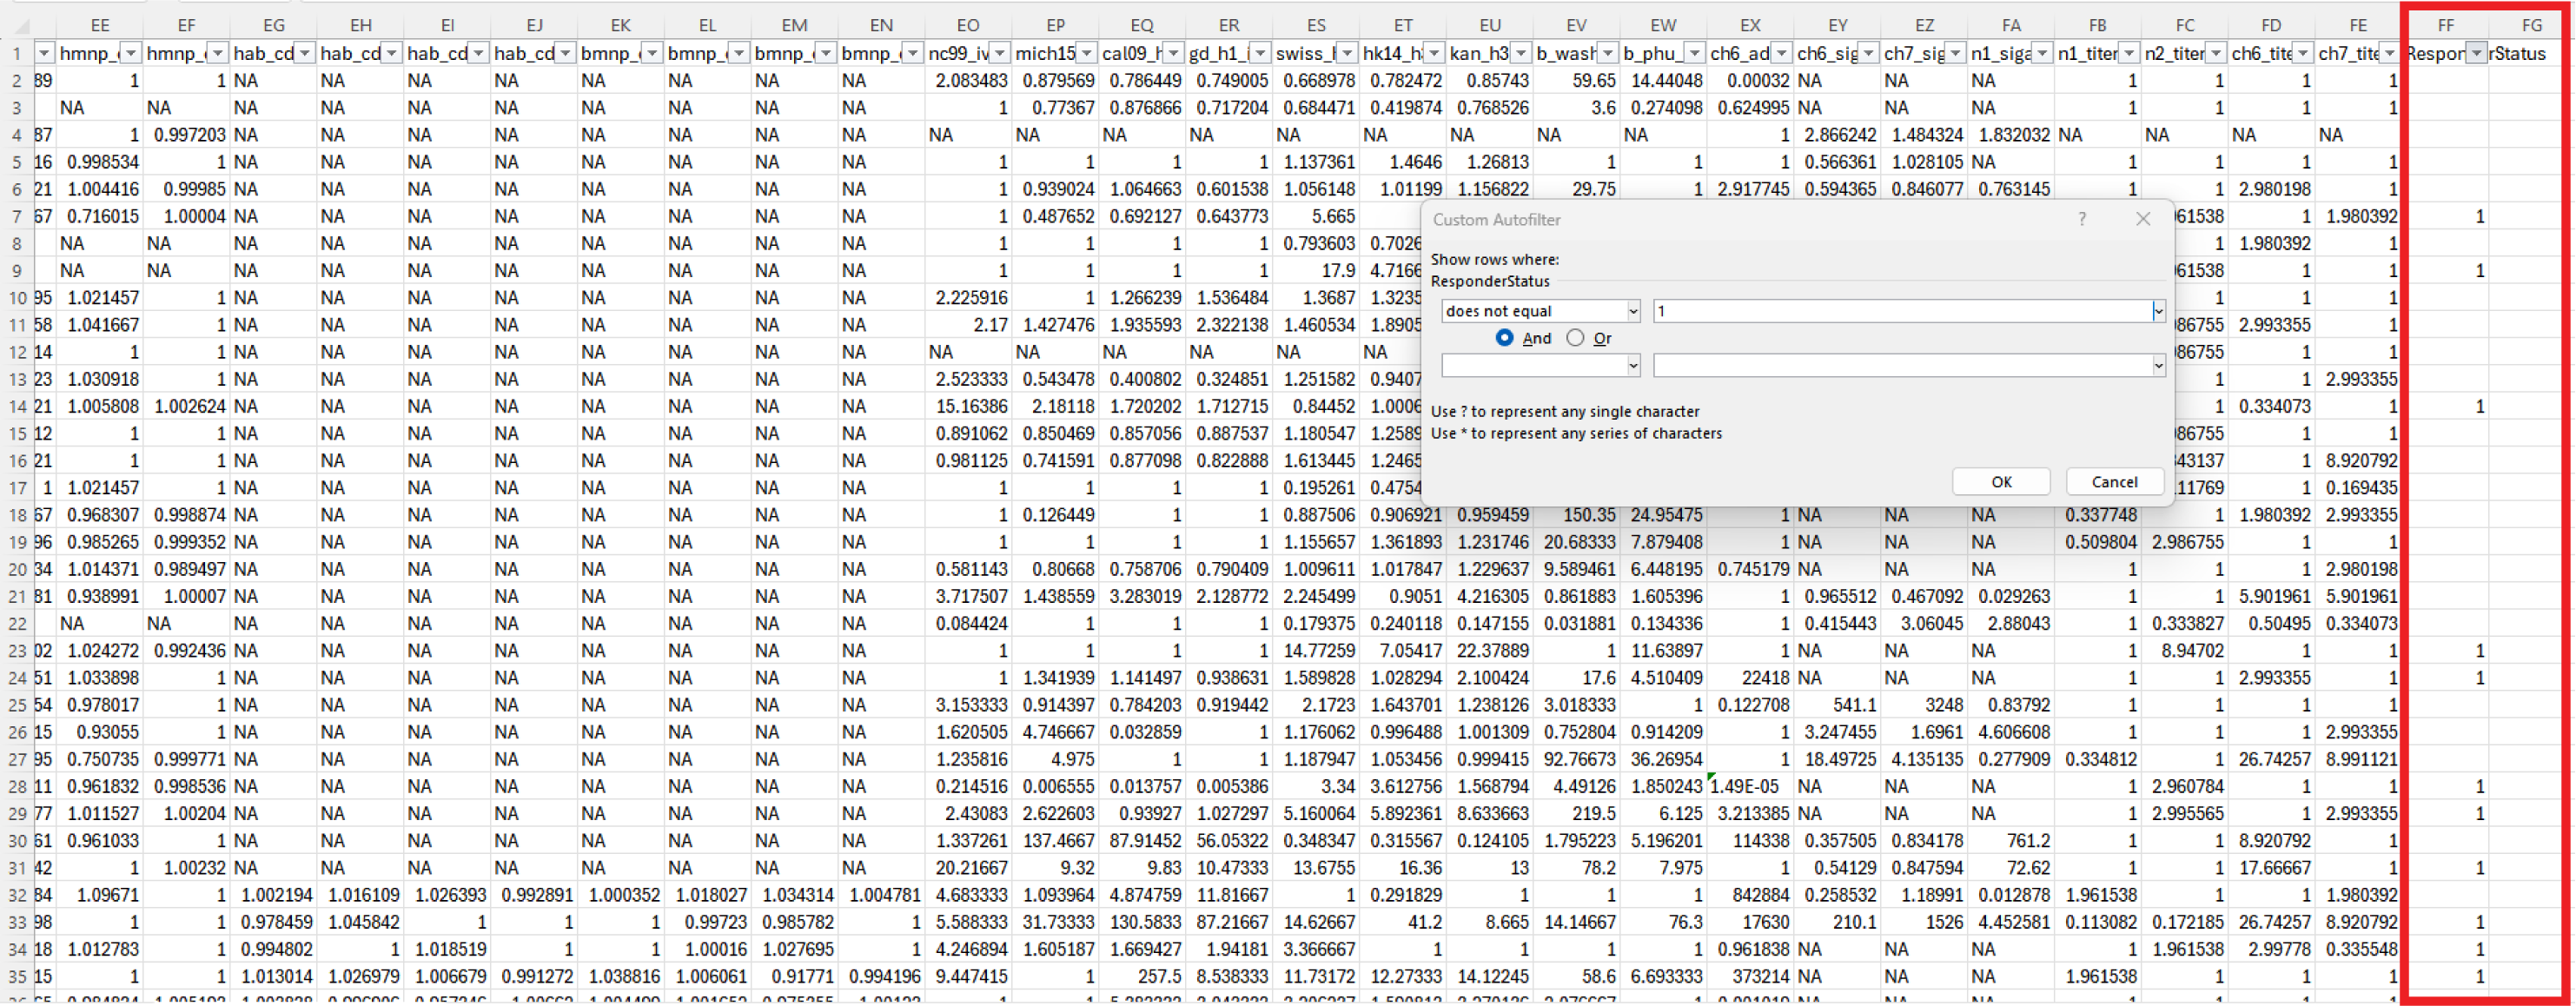 EE EF EG EH EI EJ EK EL EM EN EO EP EQ ER ES ET EU EV EW EX EY EZ FA FB FC FD FE FF FG
1 hmnp_ hmnp_ hab_cd hab_cd hab_cd hab_cd bmnp_ bmnp_ bmnp_ bmnp_ nc99_iv mich15 cal09_h gd_h1_i swiss_h hk14_h kan_h3 b_wash b_phu_ ch6_ad ch6_sig ch7_sig n1_siga n1_titer n2_titer ch6_tite ch7_tite Respon rStatus
2 89 1 1 NA NA NA NA NA NA NA NA 2.083483 0.879569 0.786449 0.749005 0.668978 0.782472 0.85743 59.65 14.44048 0.00032 NA NA NA 1 1 1 1
3 NA NA NA NA NA NA NA NA NA NA 1 0.77367 0.876866 0.717204 0.684471 0.419874 0.768526 3.6 0.274098 0.624995 NA NA NA 1 1 1 1
4 87 1 0.997203 NA NA NA NA NA NA NA NA NA NA NA NA NA NA NA NA NA 1 2.866242 1.484324 1.832032 NA NA NA NA
5 16 0.998534 1 NA NA NA NA NA NA NA NA 1 1 1 1 1.137361 1.4646 1.26813 1 1 1 0.566361 1.028105 NA 1 1 1 1
6 21 1.004416 0.99985 NA NA NA NA NA NA NA NA 1 0.939024 1.064663 0.601538 1.056148 1.01199 1.156822 29.75 1 2.917745 0.594365 0.846077 0.763145 1 1 2.980198 1
7 67 0.716015 1.00004 NA NA NA NA NA NA NA NA 1 0.487652 0.692127 0.643773 5.665 61538 1 1.980392 1
8 NA NA NA NA NA NA NA NA NA NA 1 1 1 1 0.793603 0.702 1 1.980392 1
9 NA NA NA NA NA NA NA NA NA NA 1 1 1 1 17.9 4.716 61538 1 1 1
10 95 1.021457 1 NA NA NA NA NA NA NA NA 2.225916 1 1.266239 1.536484 1.3687 1.323 1 1 1
11 58 1.041667 1 NA NA NA NA NA NA NA NA 2.17 1.427476 1.935593 2.322138 1.460534 1.890 86755 2.993355 1
12 14 1 1 NA NA NA NA NA NA NA NA NA NA NA NA NA NA 86755 1 1
13 23 1.030918 1 NA NA NA NA NA NA NA NA 2.523333 0.543478 0.400802 0.324851 1.251582 0.940 1 1 2.993355
14 21 1.005808 1.002624 NA NA NA NA NA NA NA NA 15.16386 2.18118 1.720202 1.712715 0.84452 1.000 1 0.334073 1 1
15 12 1 1 NA NA NA NA NA NA NA NA 0.891062 0.850469 0.857056 0.887537 1.180547 1.258 86755 1 1
16 21 1 1 NA NA NA NA NA NA NA NA 0.981125 0.741591 0.877098 0.822888 1.613445 1.246 43137 1 8.920792
17 1 1.021457 1 NA NA NA NA NA NA NA NA 1 1 1 1 0.195261 0.475 11769 1 0.169435
Custom Autofilter ?
Show rows where:
ResponderStatus
does not equal 1
And Or
Use ? to represent any single character
Use * to represent any series of characters
OK Cancel
18 67 0.968307 0.998874 NA NA NA NA NA NA NA NA 1 0.126449 1 1 0.887506 0.906921 0.959459 150.35 24.95475 1 NA NA NA 0.337748 1 1.980392 2.993355
19 96 0.985265 0.999352 NA NA NA NA NA NA NA NA 1 1 1 1 1.155657 1.361893 1.231746 20.68333 7.879408 1 NA NA NA 0.509804 2.986755 1 1
20 34 1.014371 0.989497 NA NA NA NA NA NA NA NA 0.581143 0.80668 0.758706 0.790409 1.009611 1.017847 1.229637 9.589461 6.448195 0.745179 NA NA NA 1 1 1 2.980198
21 81 0.938991 1.00007 NA NA NA NA NA NA NA NA 3.717507 1.438559 3.283019 2.128772 2.245499 0.9051 4.216305 0.861883 1.605396 1 0.965512 0.467092 0.029263 1 1 5.901961 5.901961
22 NA NA NA NA NA NA NA NA NA NA 0.084424 1 1 1 0.179375 0.240118 0.147155 0.031881 0.134336 1 0.415443 3.06045 2.88043 1 0.333827 0.50495 0.334073
23 02 1.024272 0.992436 NA NA NA NA NA NA NA NA 1 1 1 1 14.77259 7.05417 22.37889 1 11.63897 1 NA NA NA 1 8.94702 1 1 1
24 51 1.033898 1 NA NA NA NA NA NA NA NA 1 1.341939 1.141497 0.938631 1.589828 1.028294 2.100424 17.6 4.510409 22418 NA NA NA 1 1 2.993355 1 1
25 54 0.978017 1 NA NA NA NA NA NA NA NA 3.153333 0.914397 0.784203 0.919442 2.1723 1.643701 1.238126 3.018333 1 0.122708 541.1 3248 0.83792 1 1 1 1
26 15 0.93055 1 NA NA NA NA NA NA NA NA 1.620505 4.746667 0.032859 1 1.176062 0.996488 1.001309 0.752804 0.914209 1 3.247455 1.6961 4.606608 1 1 1 2.993355
27 95 0.750735 0.999771 NA NA NA NA NA NA NA NA 1.235816 4.975 1 1 1.187947 1.053456 0.999415 92.76673 36.26954 1 18.49725 4.135135 0.277909 0.334812 1 26.74257 8.991121
28 11 0.961832 0.998536 NA NA NA NA NA NA NA NA 0.214516 0.006555 0.013757 0.005386 3.34 3.612756 1.568794 4.49126 1.850243 1.49E-05 NA NA NA 1 2.960784 1 1 1
29 77 1.011527 1.00204 NA NA NA NA NA NA NA NA 2.43083 2.622603 0.93927 1.027297 5.160064 5.892361 8.633663 219.5 6.125 3.213385 NA NA NA 1 2.995565 1 2.993355 1
30 61 0.961033 1 NA NA NA NA NA NA NA NA 1.337261 137.4667 87.91452 56.05322 0.348347 0.315567 0.124105 1.795223 5.196201 114338 0.357505 0.834178 761.2 1 1 8.920792 1
31 42 1 1.00232 NA NA NA NA NA NA NA NA 20.21667 9.32 9.83 10.47333 13.6755 16.36 13 78.2 7.975 1 0.54129 0.847594 72.62 1 1 17.66667 1 1
32 84 1.09671 1 1.002194 1.016109 1.026393 0.992891 1.000352 1.018027 1.034314 1.004781 4.683333 1.093964 4.874759 11.81667 1 0.291829 1 1 1 842884 0.258532 1.18991 0.012878 1.961538 1 1 1.980392
33 98 1 1 0.978459 1.045842 1 1 1 0.99723 0.985782 1 5.588333 31.73333 130.5833 87.21667 14.62667 41.2 8.665 14.14667 76.3 17630 210.1 1526 4.452581 0.113082 0.172185 26.74257 8.920792 1
34 18 1.012783 1 0.994802 1 1.018519 1 1 1.00016 1.027695 1 4.246894 1.605187 1.669427 1.94181 3.366667 1 1 1 1 0.961838 NA NA NA 1 1.961538 2.99778 0.335548 1
35 15 1 1 1.013014 1.026979 1.006679 0.991272 1.038816 1.006061 0.91771 0.994196 9.447415 1 257.5 8.538333 11.73172 12.27333 14.12245 58.6 6.693333 373214 NA NA NA 1.961538 1 1 1 1